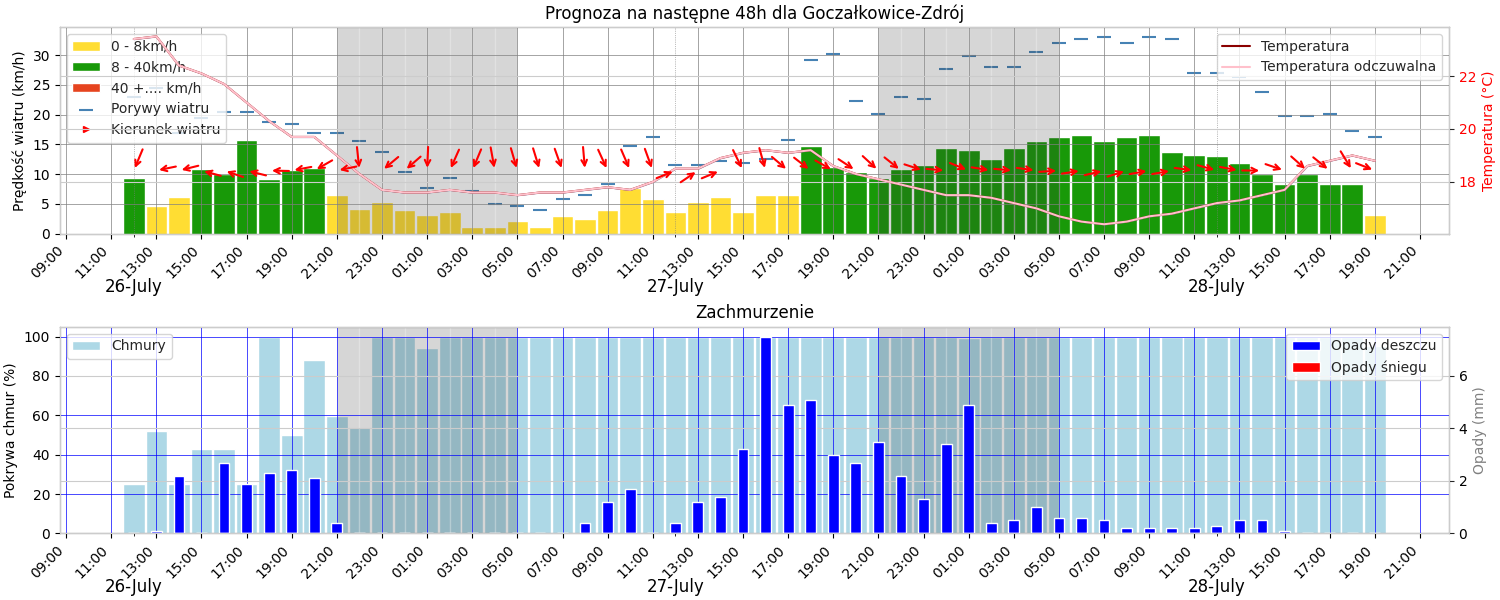 Prognoza na następne 48h dla Goczałkowice-Zdrój
Prędkość wiatru (km/h)
30
25
20
15
10
5
0
0 - 8km/h
8 - 40km/h
40 +.... km/h
Porywy wiatru
Kierunek wiatru
Temperatura
Temperatura odczuwalna
22
20
18
Temperatura (°C)
09:00 11:00 13:00 15:00 17:00 19:00 21:00 23:00 01:00 03:00 05:00 07:00 09:00 11:00 13:00 15:00 17:00 19:00 21:00 23:00 01:00 03:00 05:00 07:00 09:00 11:00 13:00 15:00 17:00 19:00 21:00
26-July 27-July 28-July
Zachmurzenie
Pokrywa chmur (%)
100
80
60
40
20
0
Chmury
Opady deszczu
Opady śniegu
6
4
2
0
Opady (mm)
09:00 11:00 13:00 15:00 17:00 19:00 21:00 23:00 01:00 03:00 05:00 07:00 09:00 11:00 13:00 15:00 17:00 19:00 21:00 23:00 01:00 03:00 05:00 07:00 09:00 11:00 13:00 15:00 17:00 19:00 21:00
26-July 27-July 28-July